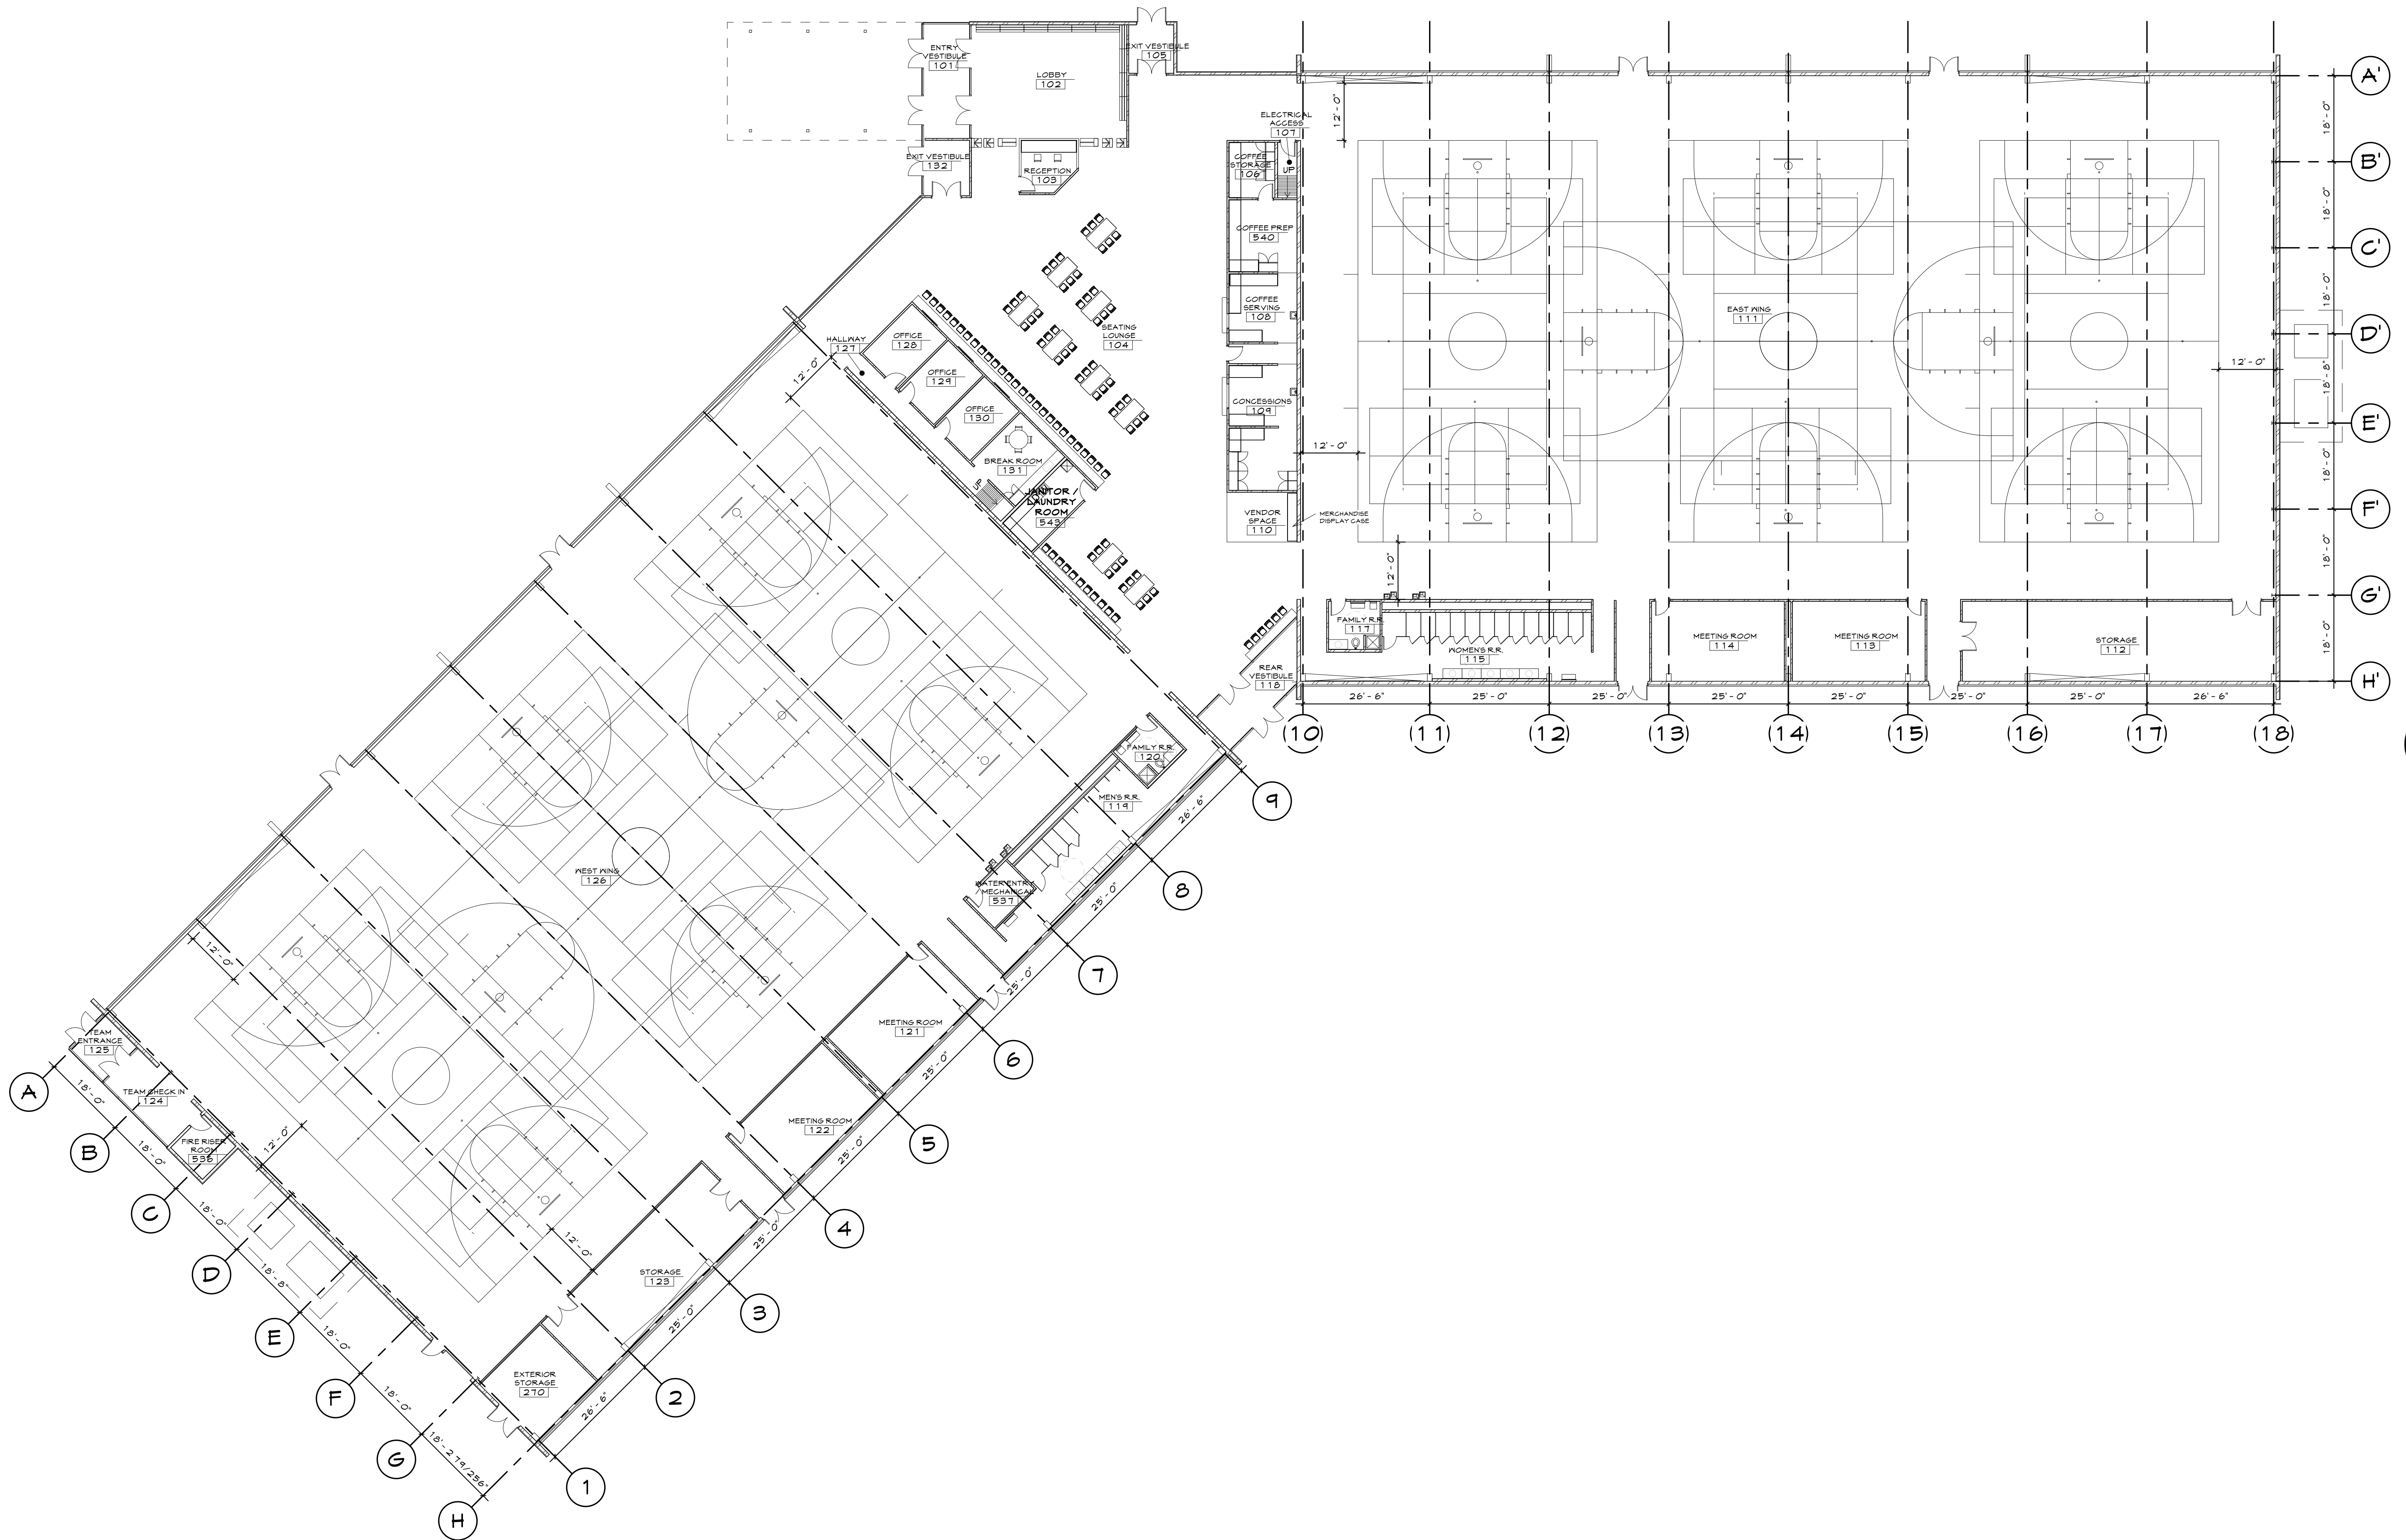 ENTRY
VESTIBULE
101
LOBBY
102
EXIT VESTIBULE
105
EXIT VESTIBULE
132
RECEPTION
103
ELECTRICAL
ACCESS
107
COFFEE
STORAGE
106
UP
COFFEE PREP
540
COFFEE
SERVING
108
CONCESSIONS
109
VENDOR
SPACE
110
MERCHANDISE
DISPLAY CASE
SEATING
LOUNGE
104
HALLWAY
127
OFFICE
128
OFFICE
129
OFFICE
130
BREAK ROOM
131
UP
JANITOR /
LAUNDRY
ROOM
543
12'-0"
12'-0"
12'-0"
12'-0"
12'-0"
EAST WING
111
A'
18'-0"
B'
18'-0"
C'
18'-0"
D'
18'-8"
E'
18'-0"
F'
18'-0"
G'
18'-0"
H'
FAMILY R.R.
117
WOMEN'S R.R.
115
MEETING ROOM
114
MEETING ROOM
113
STORAGE
112
REAR
VESTIBULE
118
26'-6"
25'-0"
25'-0"
25'-0"
25'-0"
25'-0"
25'-0"
26'-6"
10
11
12
13
14
15
16
17
18
FAMILY R.R.
120
MEN'S R.R.
119
WATER ENTRY
/ MECHANICAL
537
WEST WING
126
MEETING ROOM
121
MEETING ROOM
122
STORAGE
123
EXTERIOR
STORAGE
270
TEAM
ENTRANCE
125
TEAM CHECK IN
124
FIRE RISER
ROOM
12'-0"
12'-0"
12'-0"
9
26'-6"
8
25'-0"
7
25'-0"
6
25'-0"
5
25'-0"
4
25'-0"
3
25'-0"
2
26'-6"
1
A
18'-0"
B
18'-0"
C
18'-0"
D
18'-8"
E
18'-0"
F
18'-0"
G
18'-2 79/256"
H